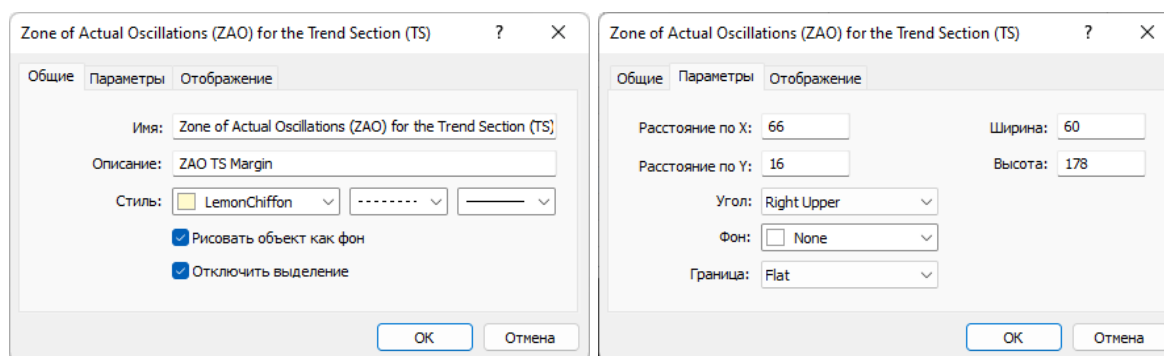 Zone of Actual Oscillations (ZAO) for the Trend Section (TS) ?
Общие Параметры Отображение
Имя: Zone of Actual Oscillations (ZAO) for the Trend Section (TS)
Описание: ZAO TS Margin
Стиль: LemonChiffon
Рисовать объект как фон
Отключить выделение
OK Отмена
Zone of Actual Oscillations (ZAO) for the Trend Section (TS) ?
Общие Параметры Отображение
Расстояние по X: 66 Ширина: 60
Расстояние по Y: 16 Высота: 178
Угол: Right Upper
Фон: None
Граница: Flat
OK Отмена